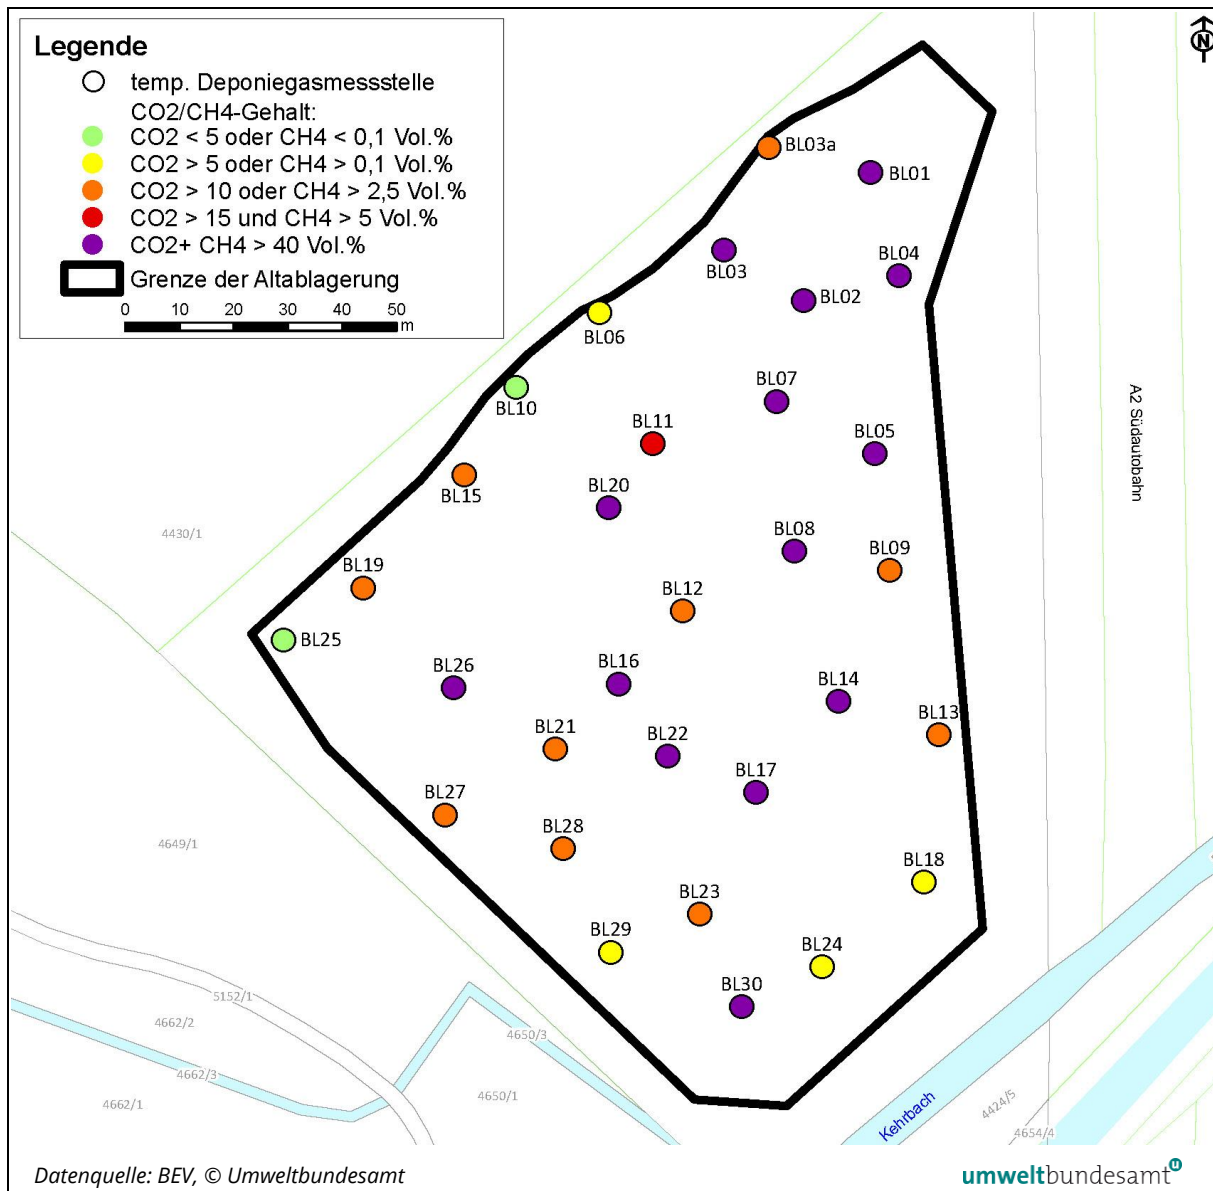 Legende
temp. Deponiegasmessstelle
CO2/CH4-Gehalt:
CO2 < 5 oder CH4 < 0,1 Vol.%
CO2 > 5 oder CH4 > 0,1 Vol.%
CO2 > 10 oder CH4 > 2,5 Vol.%
CO2 > 15 und CH4 > 5 Vol.%
CO2+ CH4 > 40 Vol.%
Grenze der Altablagerung
0 10 20 30 40 50
m
N
BL03a
BL01
BL03
BL04
BL02
BL06
BL10
BL07
BL11
BL05
BL15
BL20
A2 Südautobahn
4430/1
BL08
BL09
BL19
BL12
BL25
BL26
BL16
BL14
BL13
BL21
BL22
BL17
BL27
BL28
4649/1
BL18
BL23
BL29
BL24
BL30
5152/1
4662/2
4650/3
4662/3
4662/1
4650/1
Kehrbach
4424/5
4654/4
Datenquelle: BEV, © Umweltbundesamt
umweltbundesamt u